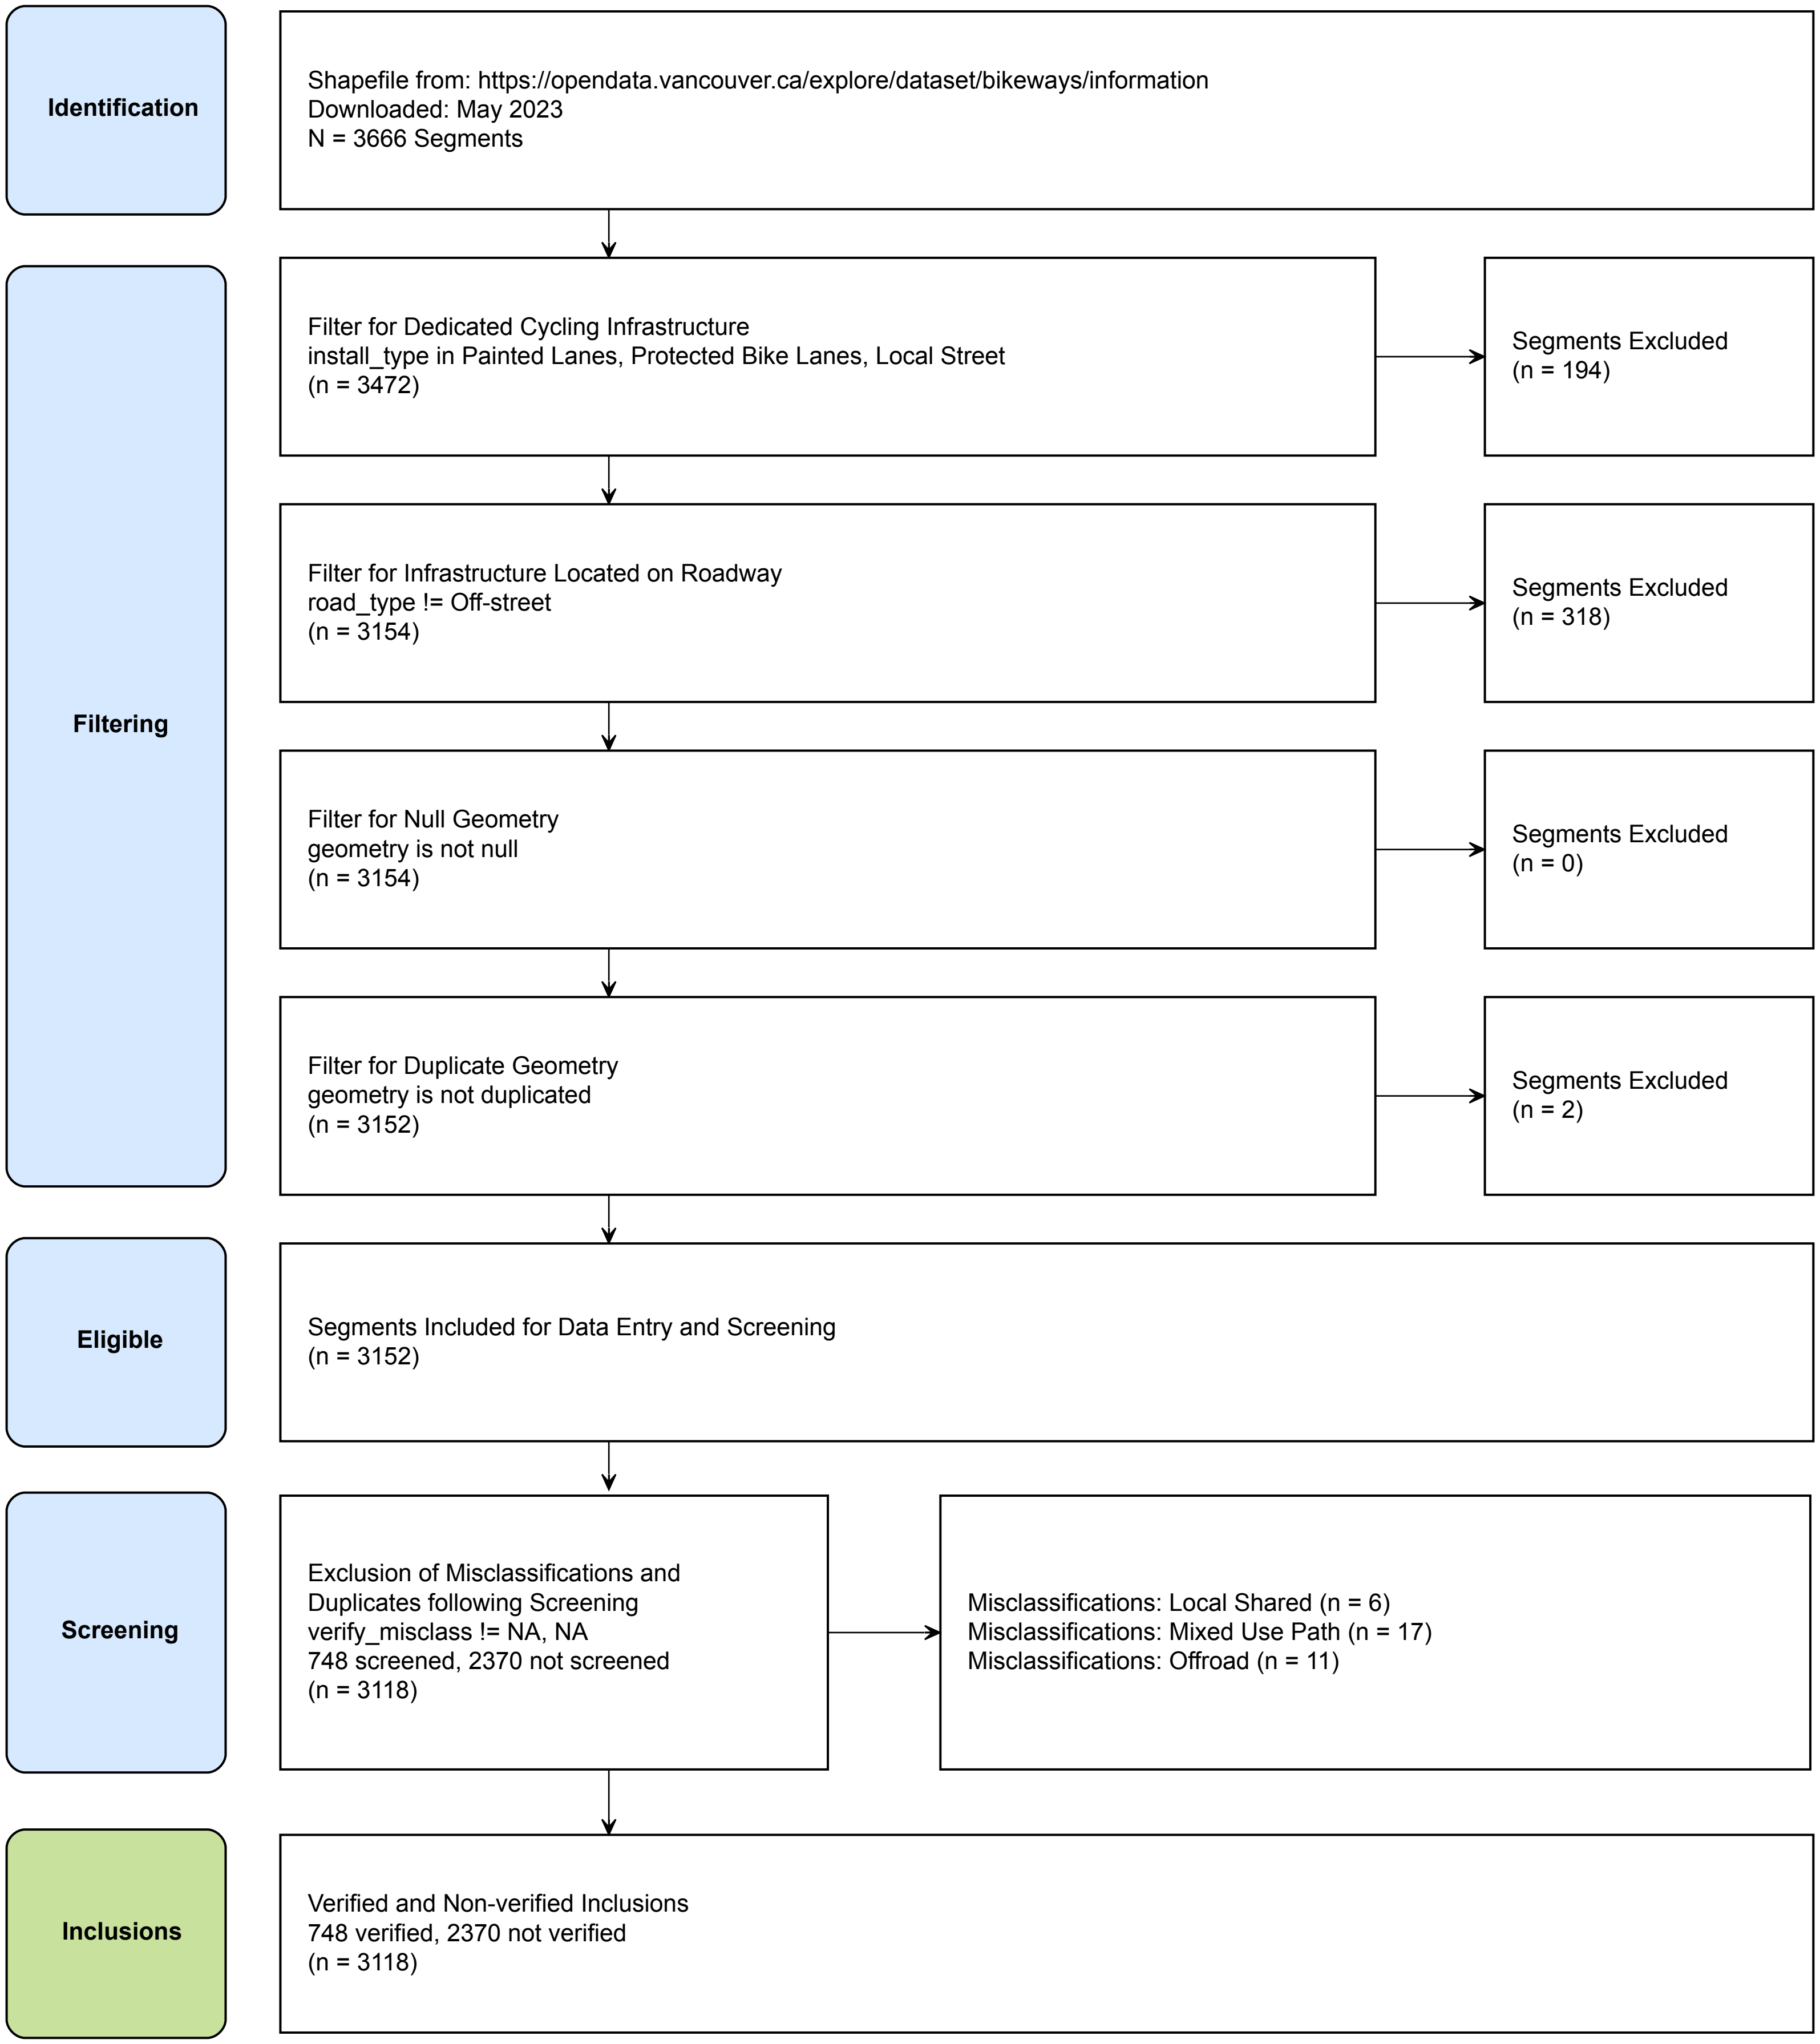 Identification
Shapefile from: https://opendata.vancouver.ca/explore/dataset/bikeways/information
Downloaded: May 2023
N = 3666 Segments
Filtering
Filter for Dedicated Cycling Infrastructure
install_type in Painted Lanes, Protected Bike Lanes, Local Street
(n = 3472)
Segments Excluded
(n = 194)
Filter for Infrastructure Located on Roadway
road_type != Off-street
(n = 3154)
Segments Excluded
(n = 318)
Filter for Null Geometry
geometry is not null
(n = 3154)
Segments Excluded
(n = 0)
Filter for Duplicate Geometry
geometry is not duplicated
(n = 3152)
Segments Excluded
(n = 2)
Eligible
Segments Included for Data Entry and Screening
(n = 3152)
Screening
Exclusion of Misclassifications and
Duplicates following Screening
verify_misclass != NA, NA
748 screened, 2370 not screened
(n = 3118)
Misclassifications: Local Shared (n = 6)
Misclassifications: Mixed Use Path (n = 17)
Misclassifications: Offroad (n = 11)
Inclusions
Verified and Non-verified Inclusions
748 verified, 2370 not verified
(n = 3118)